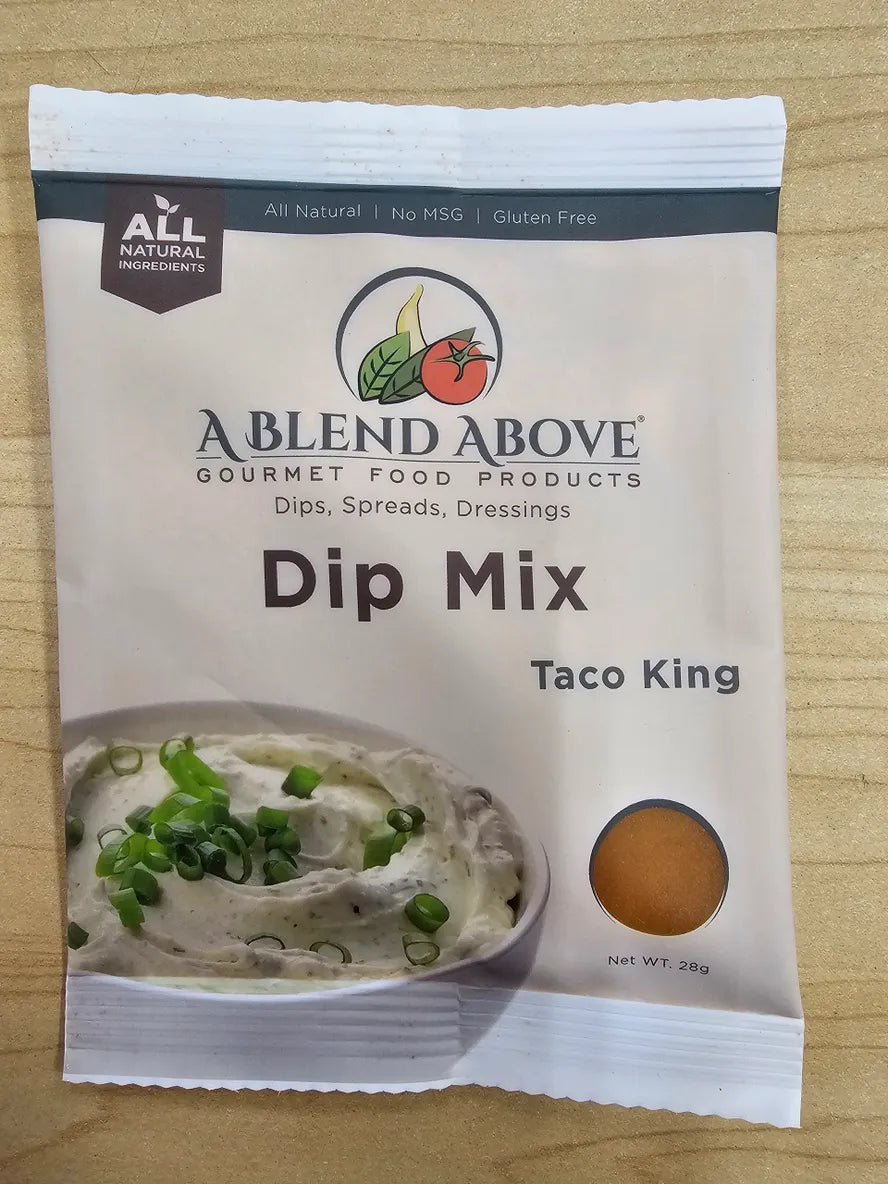 All Natural | No MSG | Gluten Free
ALL
NATURAL
INGREDIENTS
A BLEND ABOVE®
GOURMET FOOD PRODUCTS
Dips, Spreads, Dressings
Dip Mix
Taco King
Net WT. 28g